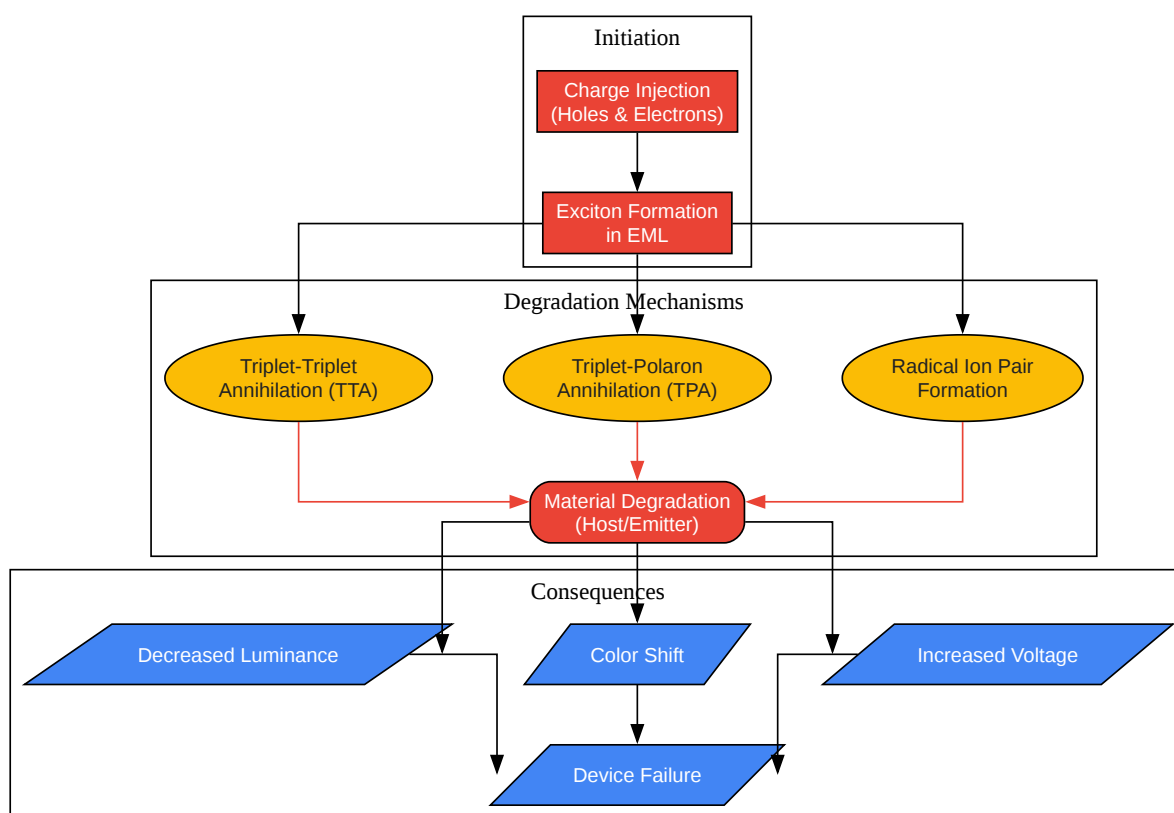 Initiation
Charge Injection
(Holes & Electrons)
Exciton Formation
in EML
Degradation Mechanisms
Triplet-Triplet
Annihilation (TTA)
Triplet-Polaron
Annihilation (TPA)
Radical Ion Pair
Formation
Material Degradation
(Host/Emitter)
Consequences
Decreased Luminance
Color Shift
Increased Voltage
Device Failure